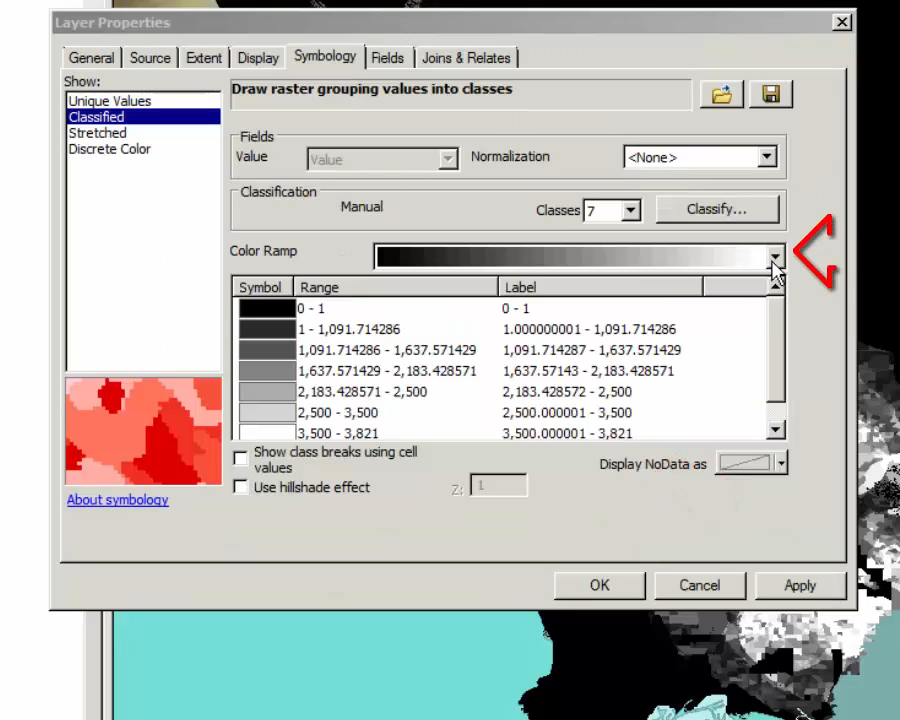 Layer Properties
General Source Extent Display Symbology Fields Joins & Relates
Show:
Unique Values
Classified
Stretched
Discrete Color
About symbology
Draw raster grouping values into classes
Fields
Value Value Normalization <None>
Classification
Manual Classes 7 Classify...
Color Ramp
Symbol Range Label
0 - 1 0 - 1
1 - 1,091.714286 1.000000001 - 1,091.714286
1,091.714286 - 1,637.571429 1,091.714287 - 1,637.571429
1,637.571429 - 2,183.428571 1,637.57143 - 2,183.428571
2,183.428571 - 2,500 2,183.428572 - 2,500
2,500 - 3,500 2,500.000001 - 3,500
3,500 - 3,821 3,500.000001 - 3,821
Show class breaks using cell
values
Display NoData as
Use hillshade effect Z: 1
OK Cancel Apply